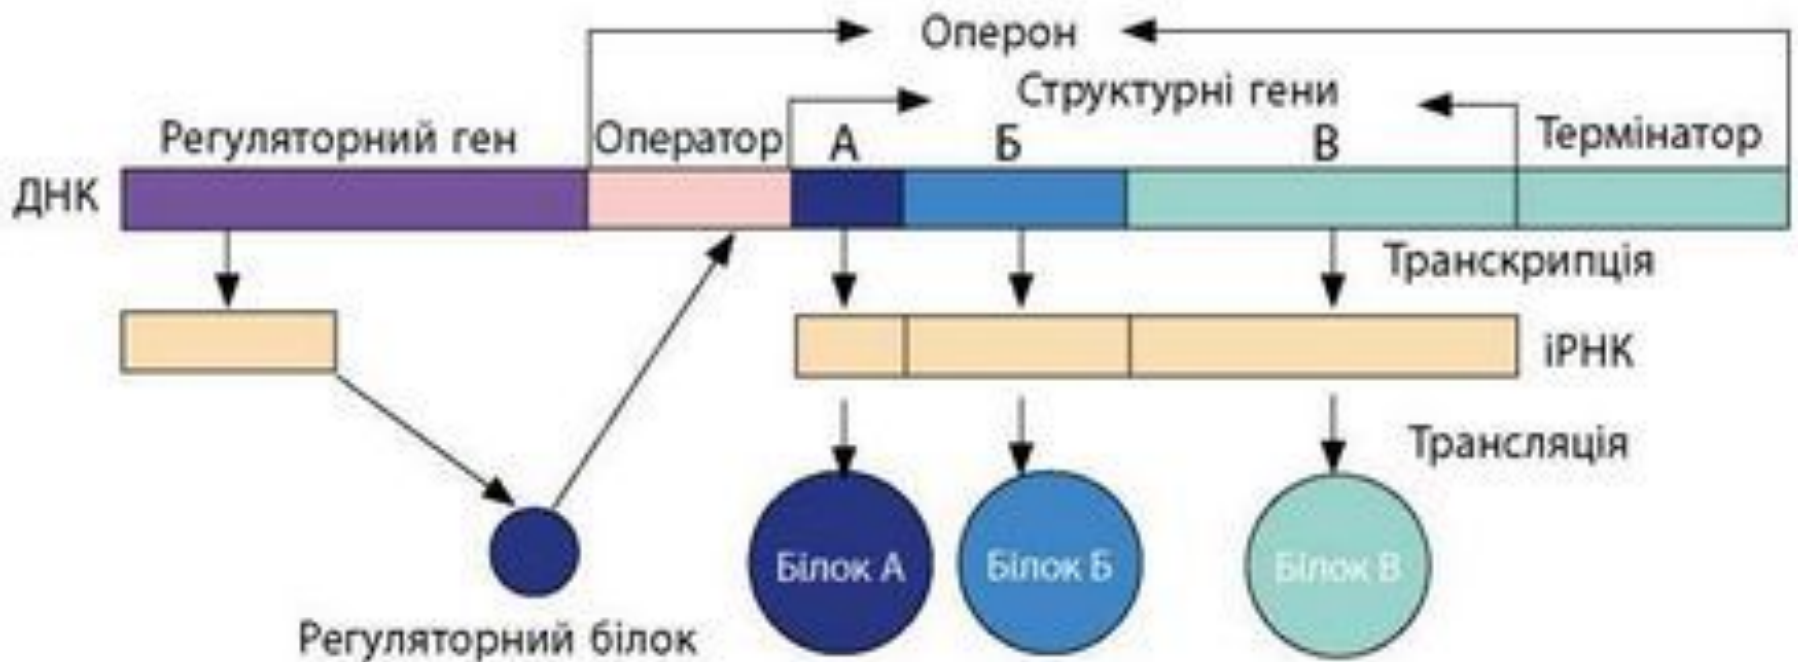 Оперон
Структурні гени
Регуляторний ген Оператор А Б В Термінатор
ДНК
Транскрипція
іРНК
Трансляція
Білок А Білок Б Білок В
Регуляторний білок